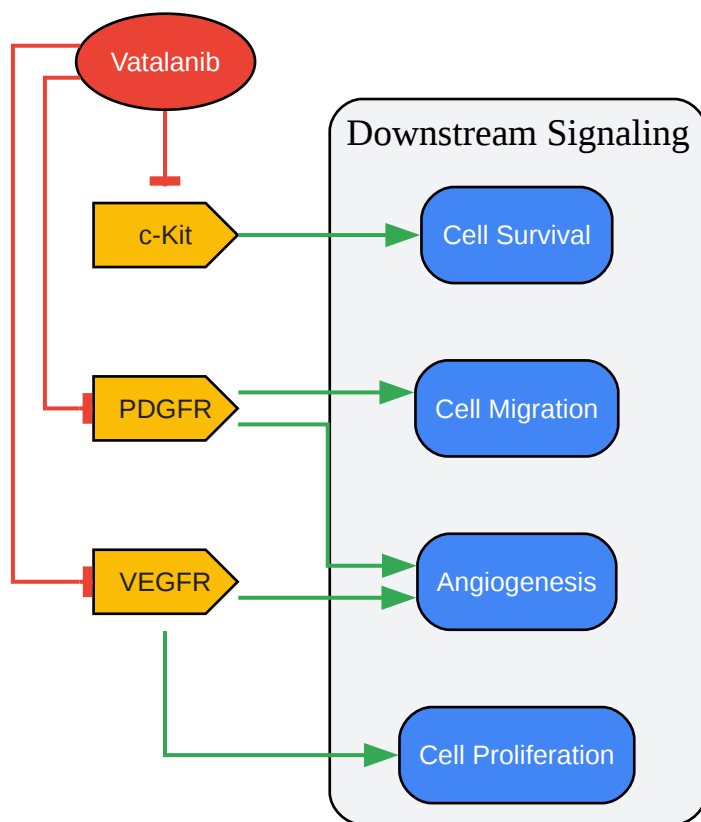 Vatalanib
Downstream Signaling
c-Kit
Cell Survival
PDGFR
Cell Migration
VEGFR
Angiogenesis
Cell Proliferation